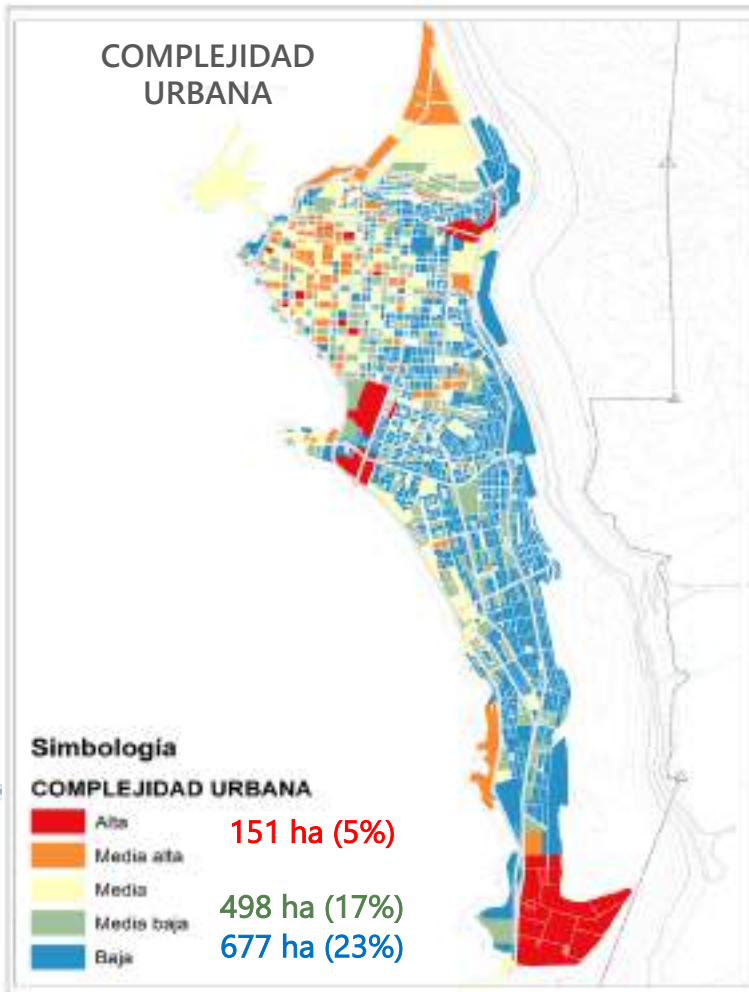 COMPLEJIDAD
URBANA
Simbología
COMPLEJIDAD URBANA
Alta
151 ha (5%)
Media alta
Media
498 ha (17%)
Media baja
677 ha (23%)
Baja